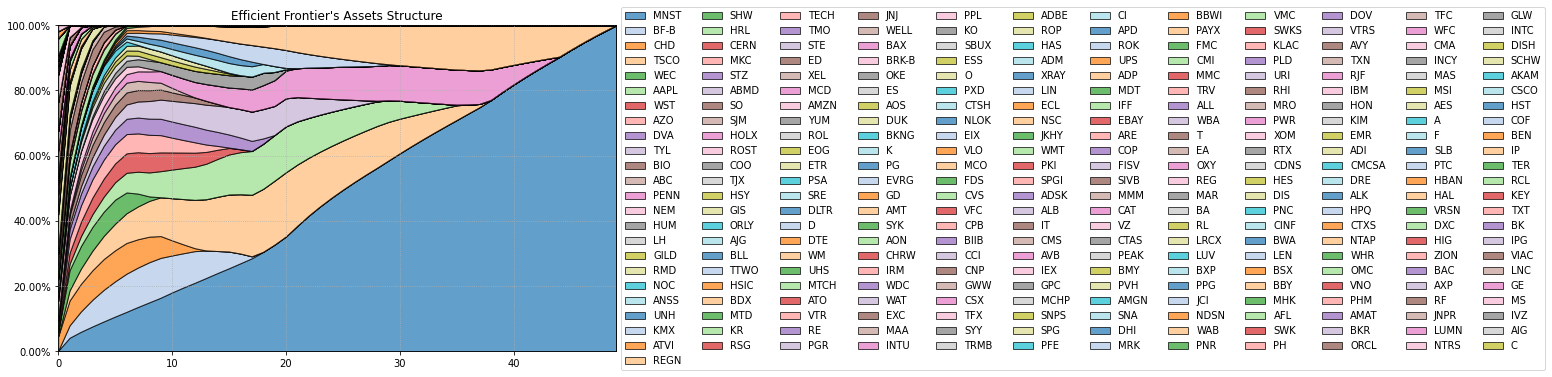 Efficient Frontier's Assets Structure
100.00%
80.00%
60.00%
40.00%
20.00%
0.00%
0 10 20 30 40
MNST SHW TECH JNJ PPL ADBE CI BBWI VMC DOV TFC GLW
BF-B HRL TMO WELL KO ROP APD PAYX SWKS VTRS WFC INTC
CHD CERN STE BAX SBUX HAS ROK FMC KLAC AVY CMA DISH
TSCO MKC ED BRK-B ESS ADM UPS CMI PLD TXN INCY SCHW
WEC STZ XEL OKE O XRAY ADP MMC URI RJF MAS AKAM
AAPL ABMD MCD ES PXD LIN MDT TRV RHI IBM MSI CSCO
WST SO AMZN AOS CTSH ECL IFF ALL MRO HON AES HST
AZO SJM YUM DUK NLOK NSC EBAY WBA PWR KIM A COF
DVA HOLX ROL BKNG EIX JKHY ARE T XOM EMR F BEN
TYL ROST EOG K VLO WMT COP EA RTX ADI SLB IP
BIO COO ETR PG MCO PKI FISV OXY CDNS CMCSA PTC TER
ABC TJX PSA EVRG FDS SPGI SIVB REG HES DRE HBAN RCL
PENN HSY SRE GD CVS ADSK MMM MAR DIS ALK HAL KEY
NEM GIS DLTR AMT VFC ALB CAT BA PNC HPQ VRSN TXT
HUM ORLY D SYK CPB IT VZ RL CINF CTXS DXC BK
LH AJG DTE AON BIIB CMS CTAS LRCX BWA NTAP HIG IPG
GILD BLL WM CHRW CCI AVB PEAK LUV LEN WHR ZION VIAC
RMD TTWO UHS IRM CNP IEX BMY BXP BSX OMC BAC LNC
NOC HSIC MTCH WDC GWW GPC PVH PPG BBY VNO AXP GE
ANSS BDX ATO WAT CSX MCHP AMGN JCI MHK PHM RF MS
UNH MTD VTR EXC TFX SNPS SNA NDSN AFL AMAT JNPR IVZ
KMX KR RE MAA SYY SPG DHI WAB SWK BKR LUMN AIG
ATVI RSG PGR INTU TRMB PFE MRK PNR PH ORCL NTRS C
REGN